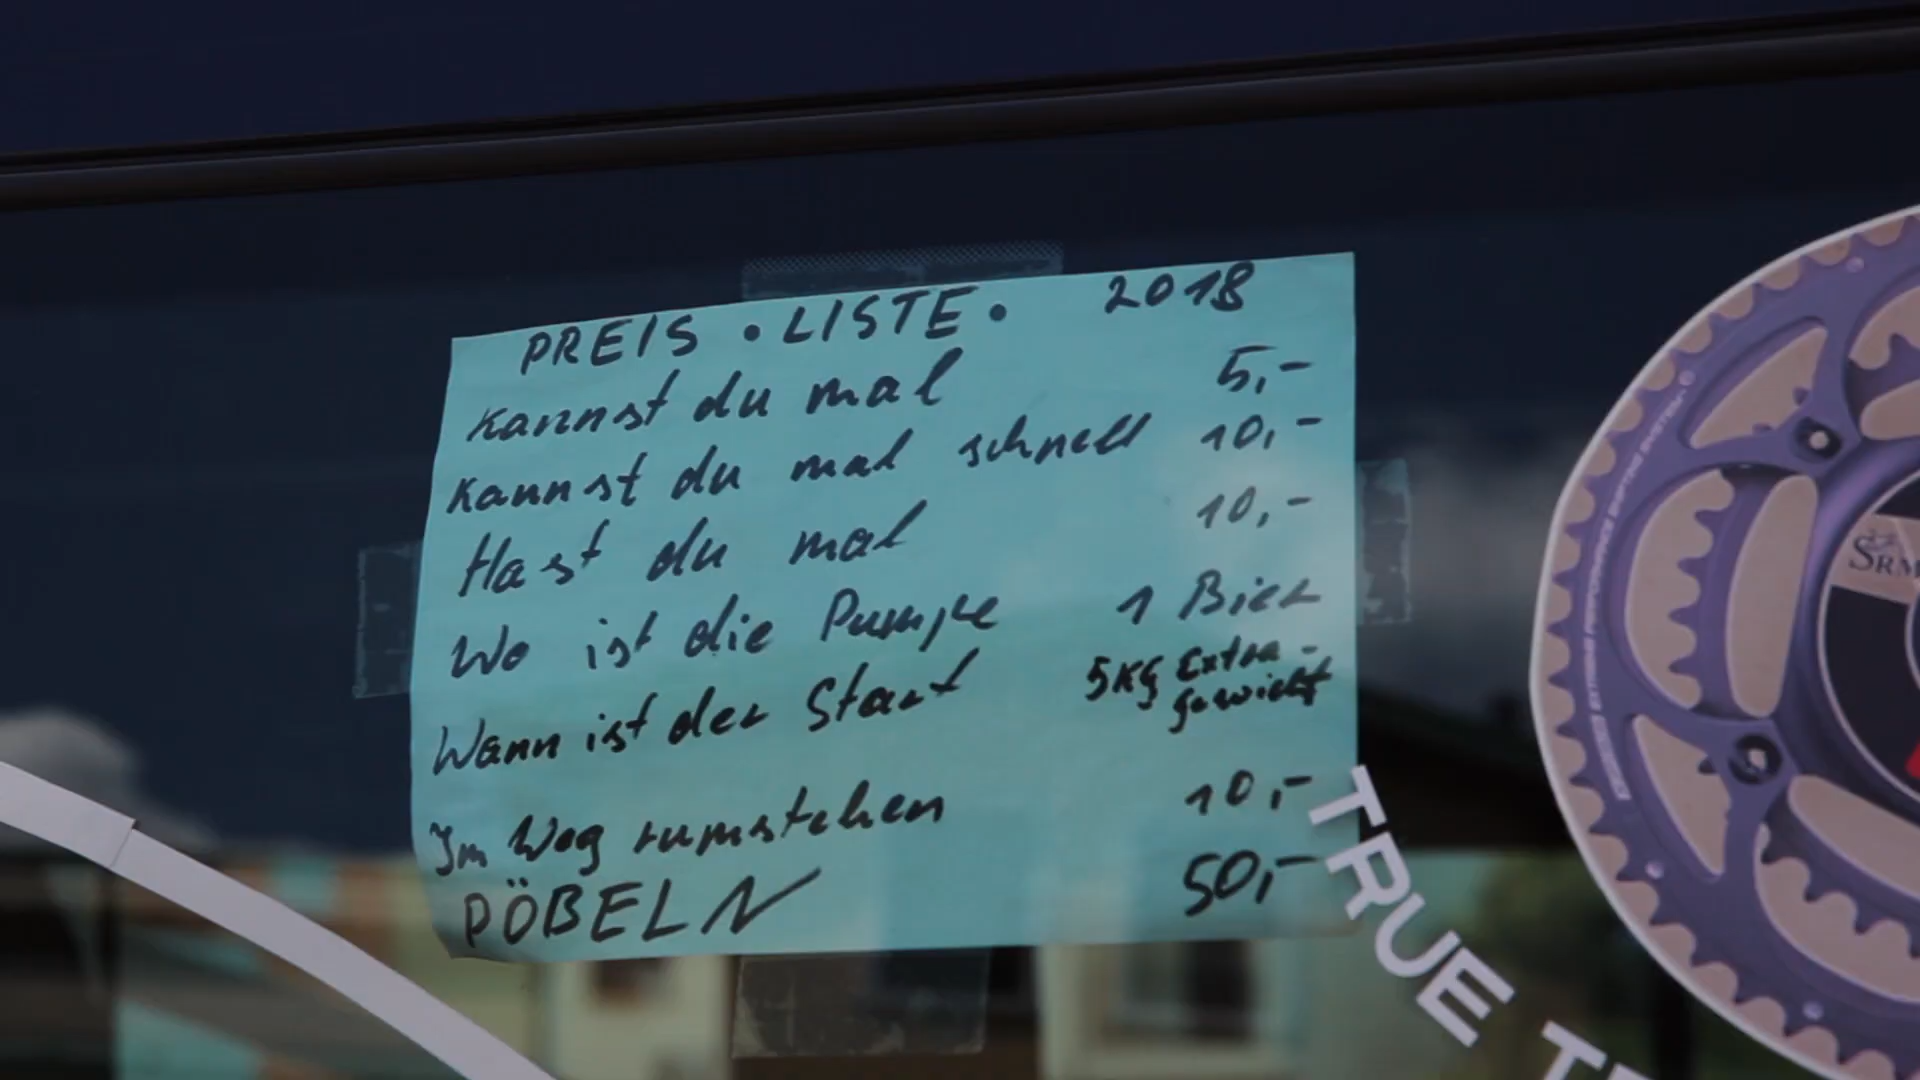 PREIS • LISTE • 2018
Kannst du mal 5,-
Kannst du mal schnell 10,-
Hast du mal 10,-
Wo ist die Pumpe 1 Bier
Wann ist der Start 5KG Extra-
gewicht
Im Weg rumstehen 10,-
PÖBELN 50,-
TRUE
SRM